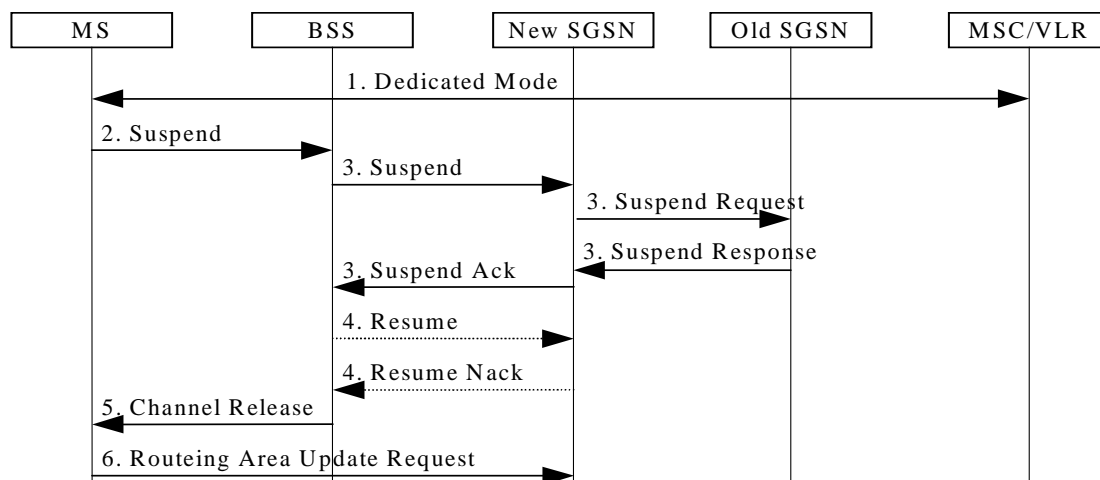 MS BSS New SGSN Old SGSN MSC/VLR
1. Dedicated Mode
2. Suspend
3. Suspend
3. Suspend Request
3. Suspend Response
3. Suspend Ack
4. Resume
4. Resume Nack
5. Channel Release
6. Routeing Area Update Request